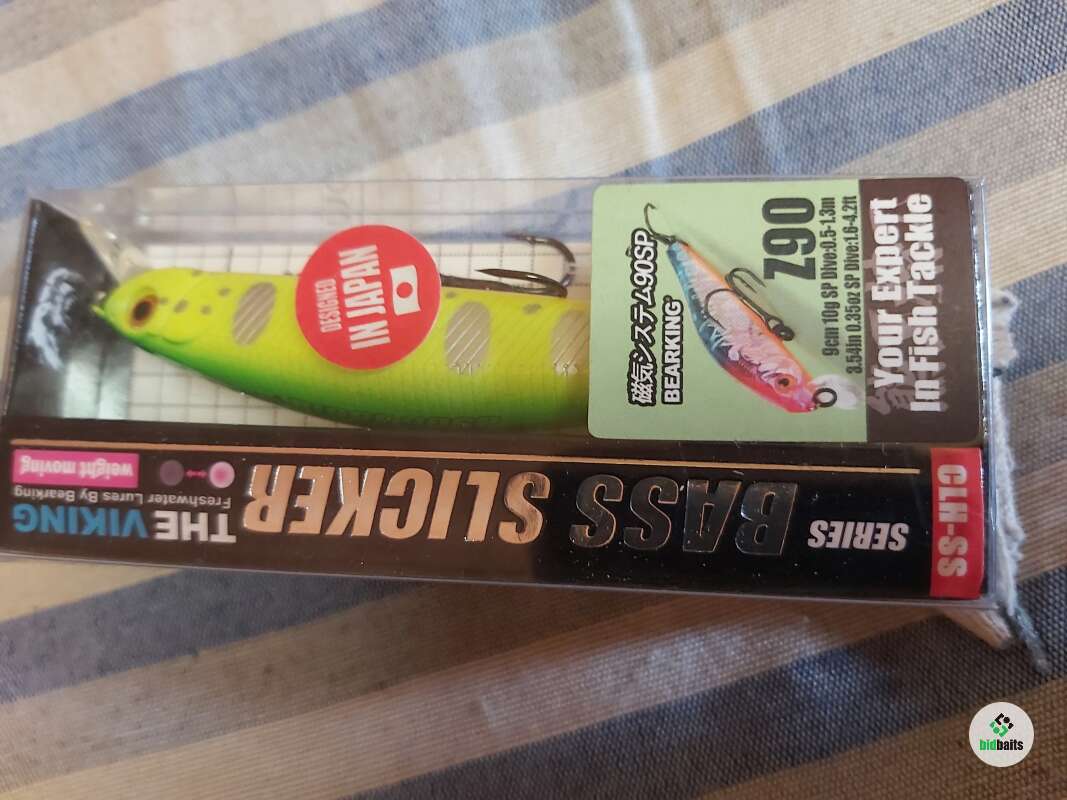 DESIGNED
IN JAPAN
磁気システム90SP
BEARKING®
Z90
9cm 10g SP Dive:0.5-1.3m
3.54in 0.35oz SP Dive:1.6-4.2ft
Your Expert
In Fish Tackle
CLH-SS
SERIES BASS SLICKER
THE VIKING
Freshwater Lures By Bearking
weight moving
bidbaits